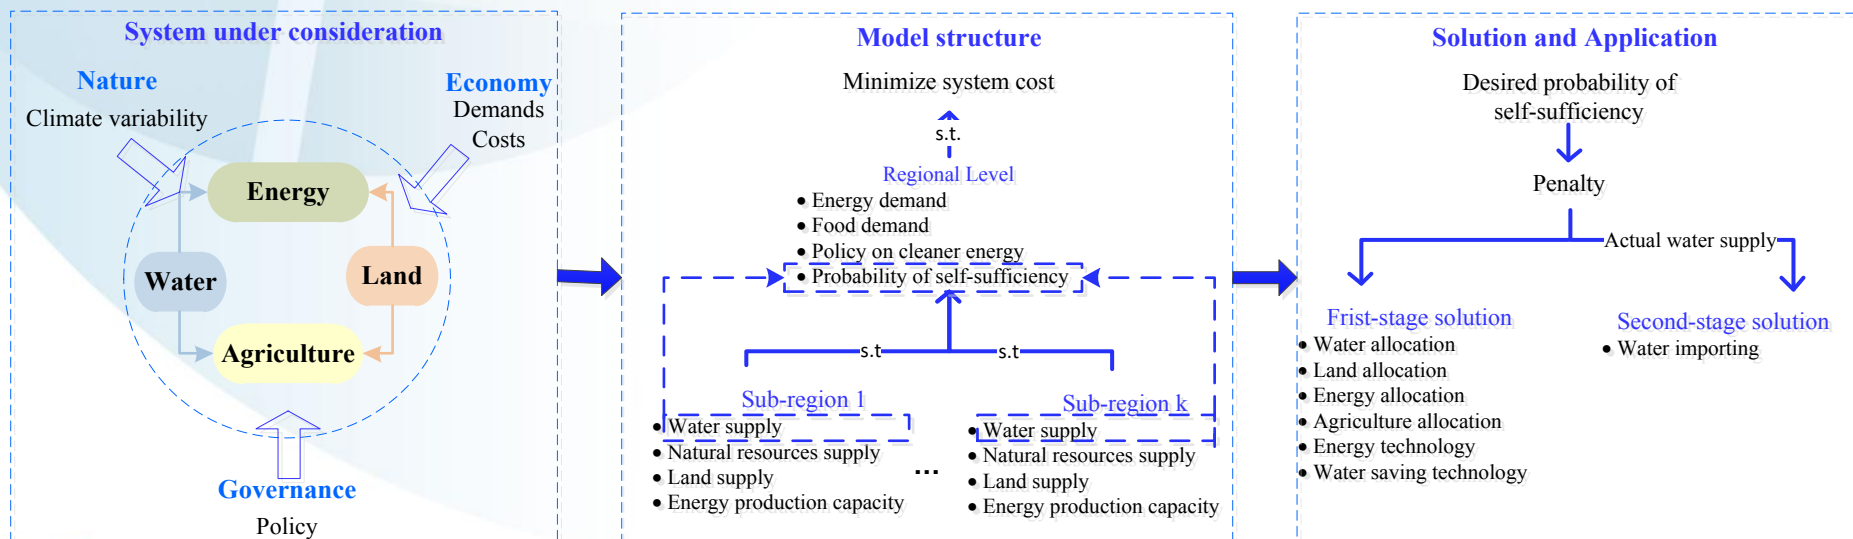 System under consideration
Nature
Climate variability
Economy
Demands
Costs
Energy
Water
Land
Agriculture
Governance
Policy
Model structure
Minimize system cost
s.t.
Regional Level
• Energy demand
• Food demand
• Policy on cleaner energy
• Probability of self-sufficiency
s.t
s.t
Sub-region 1
• Water supply
• Natural resources supply
• Land supply
• Energy production capacity
...
Sub-region k
• Water supply
• Natural resources supply
• Land supply
• Energy production capacity
Solution and Application
Desired probability of
self-sufficiency
Penalty
Actual water supply
Frist-stage solution
• Water allocation
• Land allocation
• Energy allocation
• Agriculture allocation
• Energy technology
• Water saving technology
Second-stage solution
• Water importing